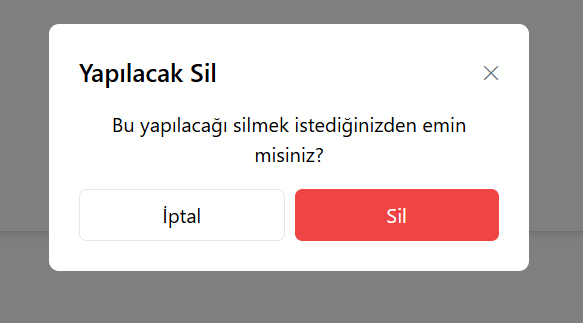 Yapılacak Sil
Bu yapılacağı silmek istediğinizden emin
misiniz?
İptal
Sil